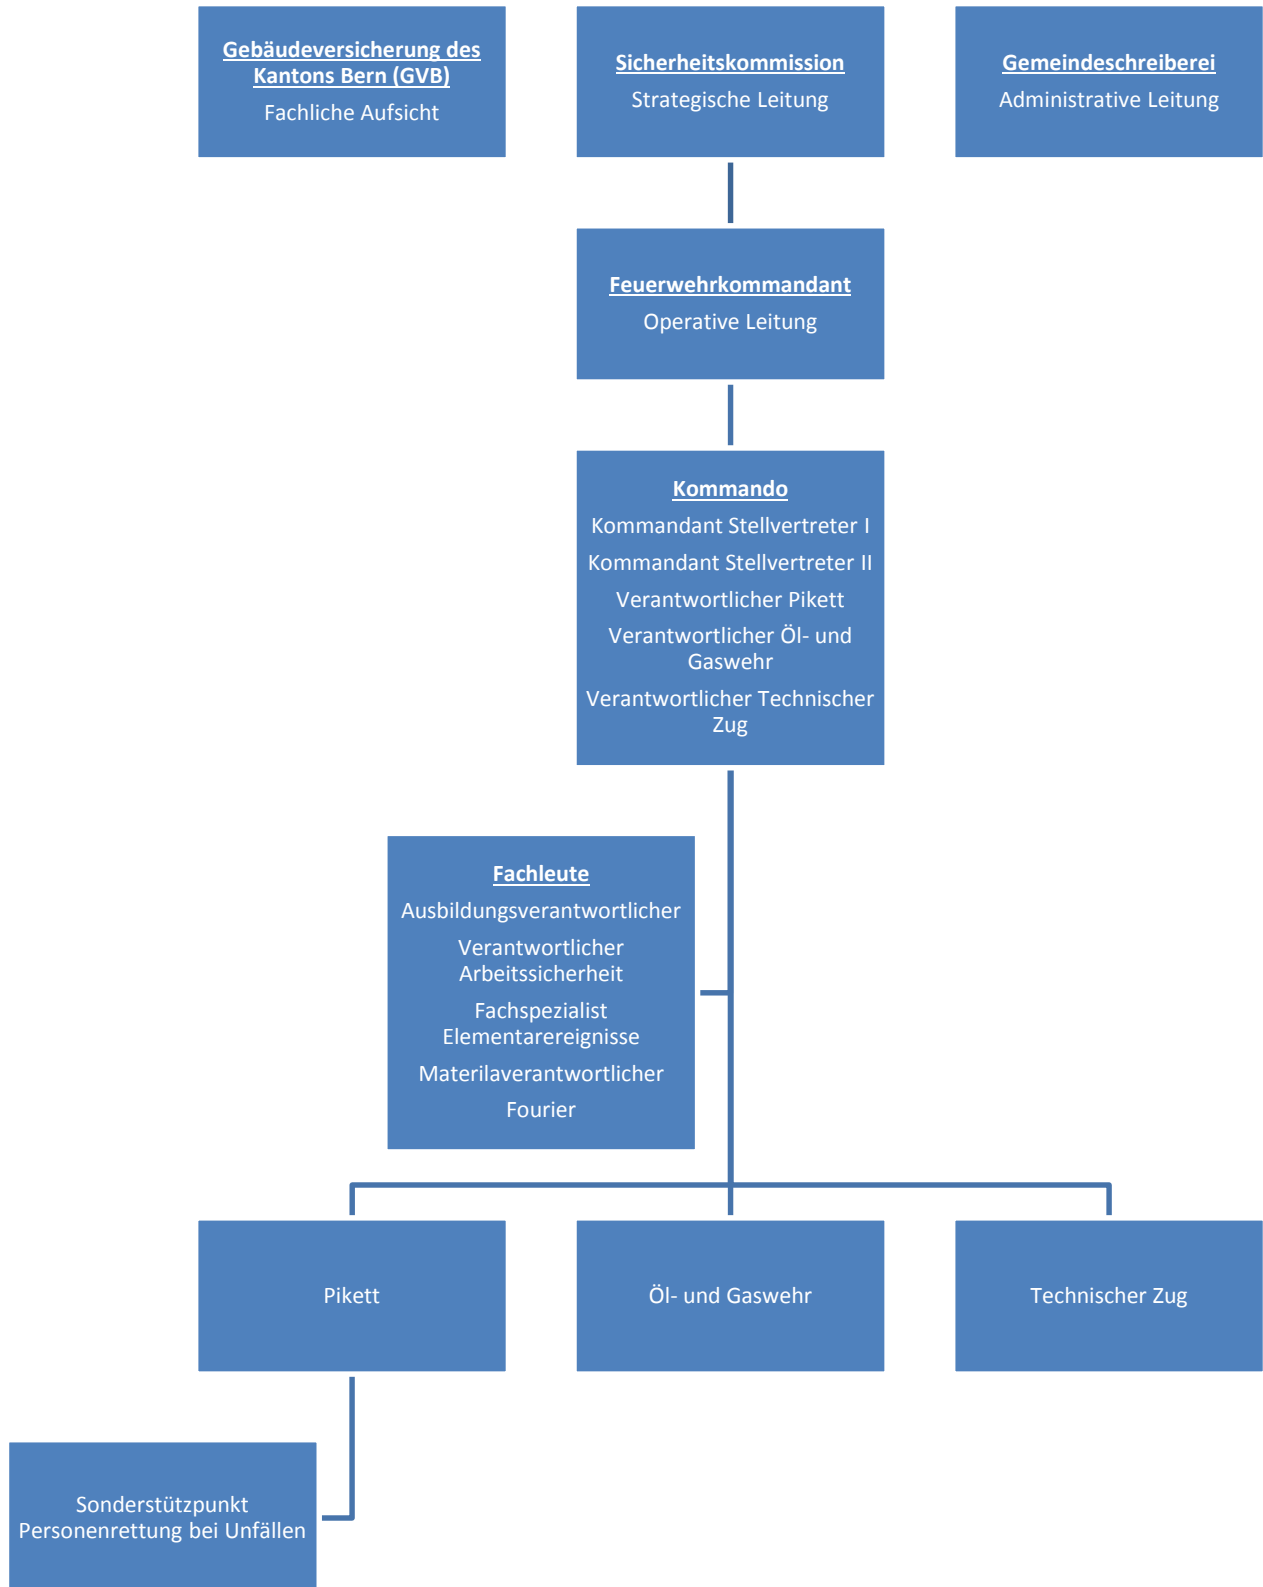 Gebäudeversicherung des
Kantons Bern (GVB)
Fachliche Aufsicht
Sicherheitskommission
Strategische Leitung
Gemeindeschreiberei
Administrative Leitung
Feuerwehrkommandant
Operative Leitung
Kommando
Kommandant Stellvertreter I
Kommandant Stellvertreter II
Verantwortlicher Pikett
Verantwortlicher Öl- und
Gaswehr
Verantwortlicher Technischer
Zug
Fachleute
Ausbildungsverantwortlicher
Verantwortlicher
Arbeitssicherheit
Fachspezialist
Elementarereignisse
Materilaverantwortlicher
Fourier
Pikett
Öl- und Gaswehr
Technischer Zug
Sonderstützpunkt
Personenrettung bei Unfällen